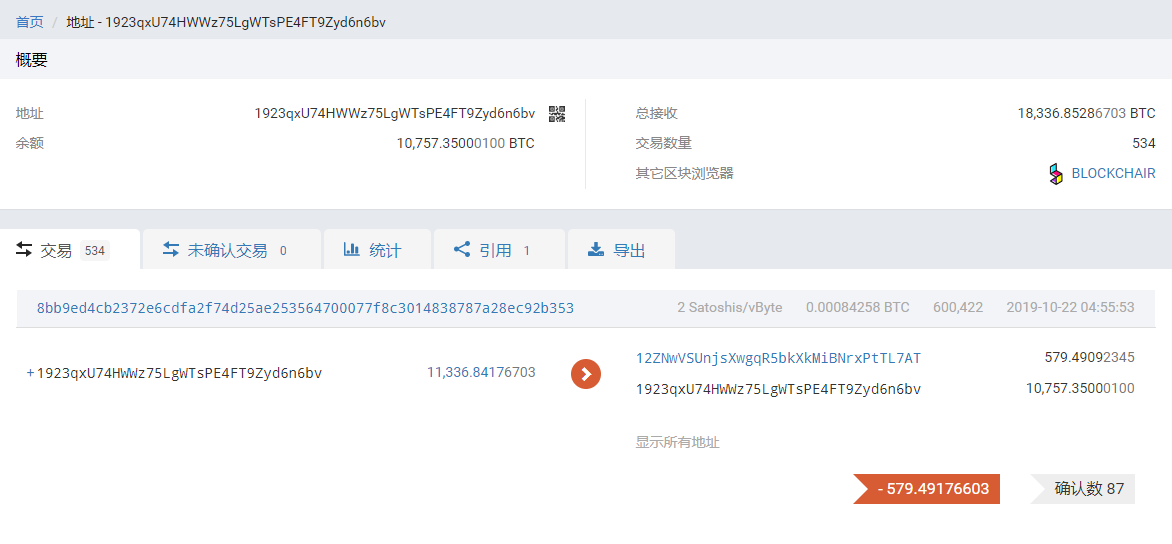 首页 / 地址 - 1923qxU74HWWz75LgWTsPE4FT9Zyd6n6bv
概要
地址 1923qxU74HWWz75LgWTsPE4FT9Zyd6n6bv
余额 10,757.35000100 BTC
总接收 18,336.85286703 BTC
交易数量 534
其它区块浏览器 BLOCKCHAIR
交易 534 未确认交易 0 统计 引用 1 导出
8bb9ed4cb2372e6cdfa2f74d25ae253564700077f8c3014838787a28ec92b353 2 Satoshis/vByte 0.00084258 BTC 600,422 2019-10-22 04:55:53
+ 1923qxU74HWWz75LgWTsPE4FT9Zyd6n6bv 11,336.84176703
12ZNwVSUnjsXwgqR5bkXkMiBNrxPtTL7AT 579.49092345
1923qxU74HWWz75LgWTsPE4FT9Zyd6n6bv 10,757.35000100
显示所有地址
- 579.49176603 确认数 87